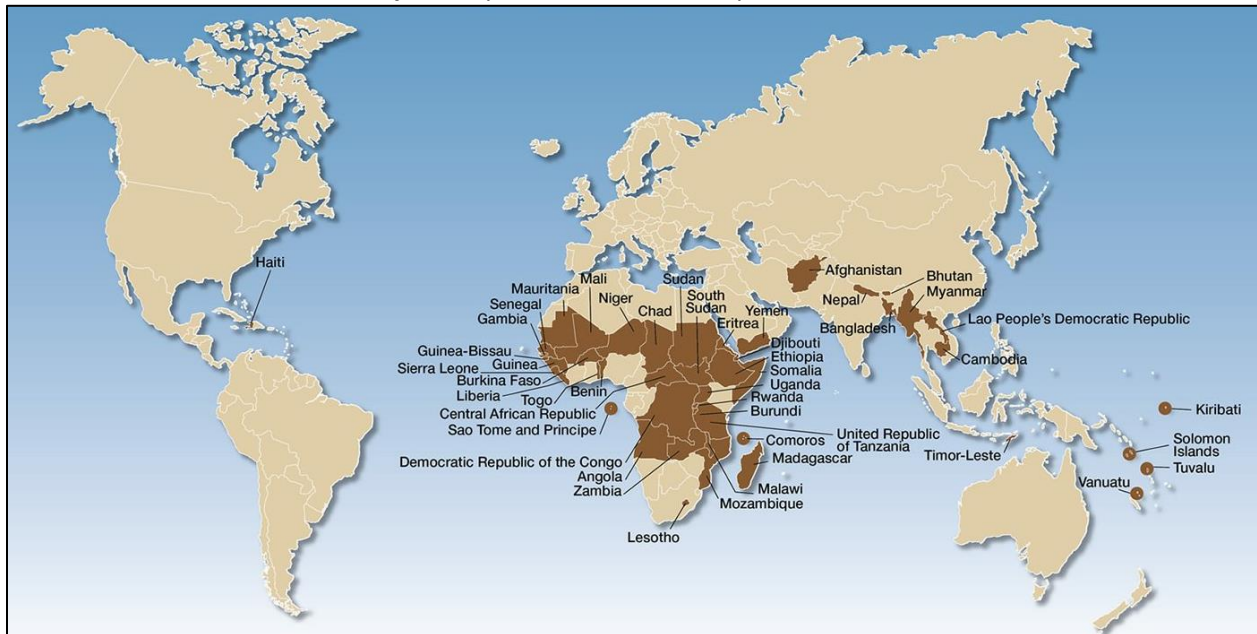 Haiti
Mali
Sudan
Mauritania
Niger
South
Sudan
Senegal
Chad
Yemen
Gambia
Eritrea
Afghanistan
Bhutan
Nepal
Myanmar
Bangladesh
Lao People's Democratic Republic
Cambodia
Djibouti
Guinea-Bissau
Ethiopia
Guinea
Sierra Leone
Somalia
Burkina Faso
Uganda
Liberia
Benin
Togo
Rwanda
Central African Republic
Burundi
Sao Tome and Principe
United Republic
of Tanzania
Comoros
Kiribati
Solomon
Islands
Timor-Leste
Tuvalu
Democratic Republic of the Congo
Madagascar
Angola
Vanuatu
Zambia
Malawi
Mozambique
Lesotho